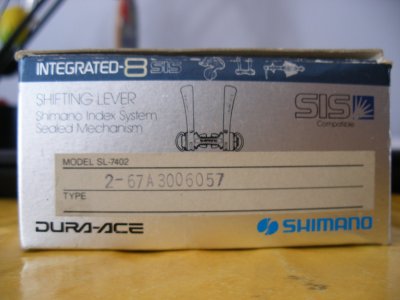 INTEGRATED-8 SIS
SHIFTING LEVER
Shimano Index System
Sealed Mechanism
SIS
Compatible
MODEL SL-7402
2-67A3006057
TYPE
DURA-ACE
SHIMANO